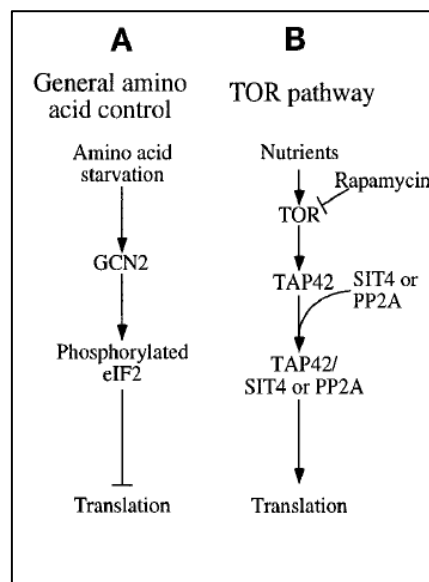 A
General amino
acid control
Amino acid
starvation
GCN2
Phosphorylated
eIF2
Translation
B
TOR pathway
Nutrients
Rapamycin
TOR
TAP42
SIT4 or
PP2A
TAP42/
SIT4 or PP2A
Translation